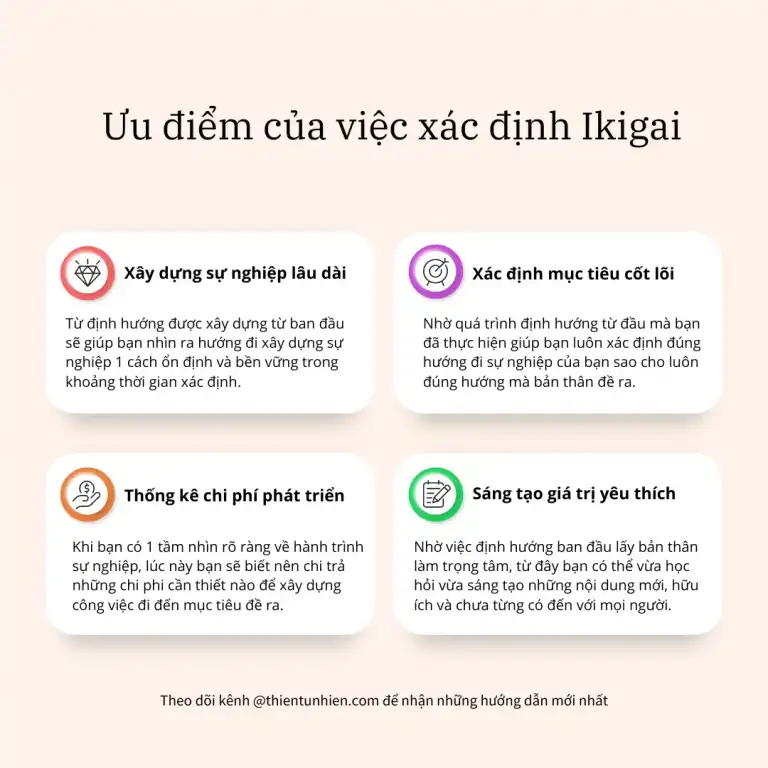 Ưu điểm của việc xác định Ikigai
Xây dựng sự nghiệp lâu dài
Từ định hướng được xây dựng từ ban đầu
sẽ giúp bạn nhìn ra hướng đi xây dựng sự
nghiệp 1 cách ổn định và bền vững trong
khoảng thời gian xác định.
Xác định mục tiêu cốt lõi
Nhờ quá trình định hướng từ đầu mà bạn
đã thực hiện giúp bạn luôn xác định đúng
hướng đi sự nghiệp của bạn sao cho luôn
đúng hướng mà bản thân đề ra.
Thống kê chi phí phát triển
Khi bạn có 1 tầm nhìn rõ ràng về hành trình
sự nghiệp, lúc này bạn sẽ biết nên chi trả
những chi phi cần thiết nào để xây dựng
công việc đi đến mục tiêu đề ra.
Sáng tạo giá trị yêu thích
Nhờ việc định hướng ban đầu lấy bản thân
làm trọng tâm, từ đây bạn có thể vừa học
hỏi vừa sáng tạo những nội dung mới, hữu
ích và chưa từng có đến với mọi người.
Theo dõi kênh @thientunhien.com để nhận những hướng dẫn mới nhất